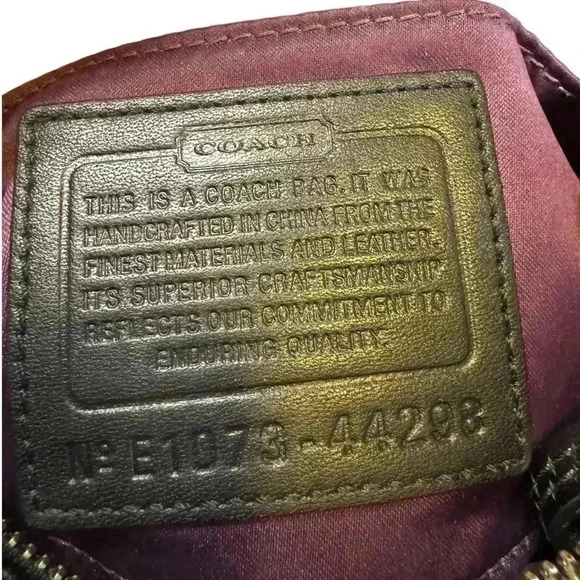 COACH
THIS IS A COACH BAG. IT WAS
HANDCRAFTED IN CHINA FROM THE
FINEST MATERIALS AND LEATHER.
ITS SUPERIOR CRAFTSMANSHIP
REFLECTS OUR COMMITMENT TO
ENDURING QUALITY.
Nº E1073-44298